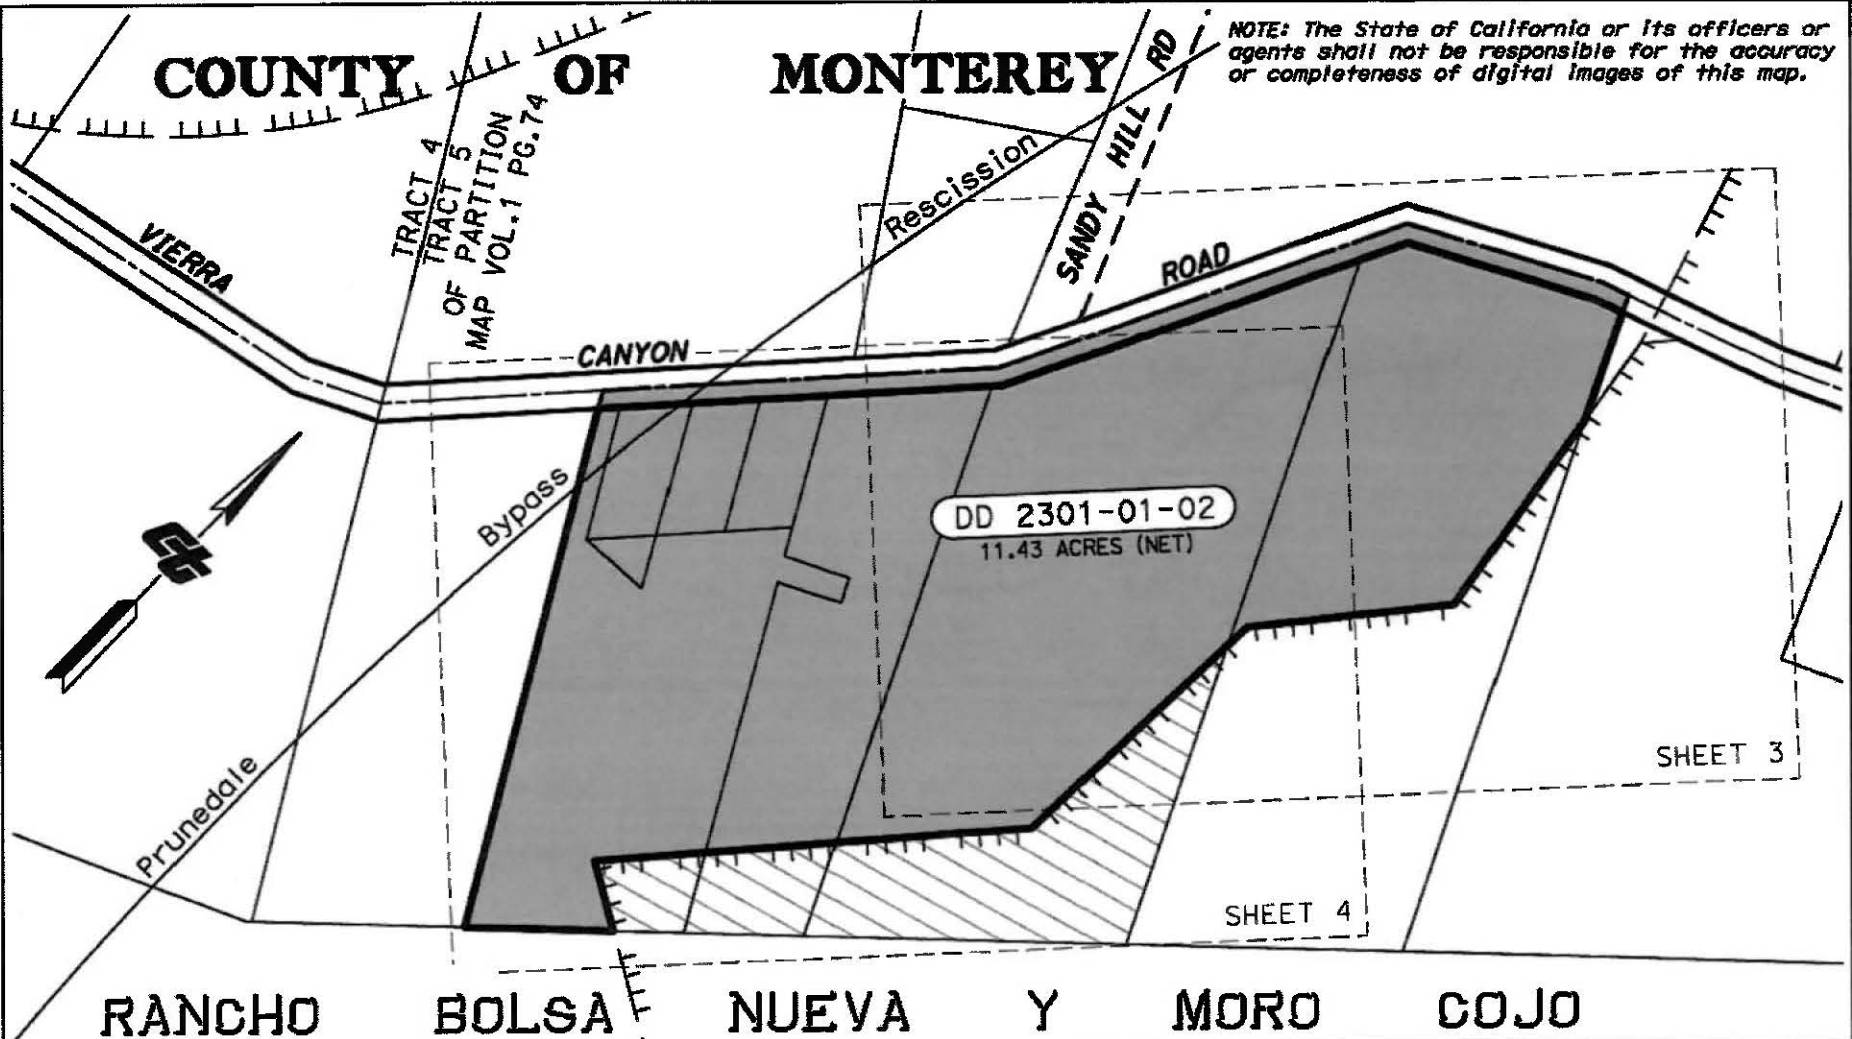 COUNTY OF MONTEREY
NOTE: The State of California or its officers or
agents shall not be responsible for the accuracy
or completeness of digital images of this map.
TRACT 4
TRACT 5
OF PARTITION
MAP VOL.1 PG.74
SANDY HILL RD
VIERRA CANYON ROAD
Prunedale Bypass Rescission
DD 2301-01-02
11.43 ACRES (NET)
SHEET 3
SHEET 4
RANCHO BOLSA NUEVA Y MORO COJO
ct